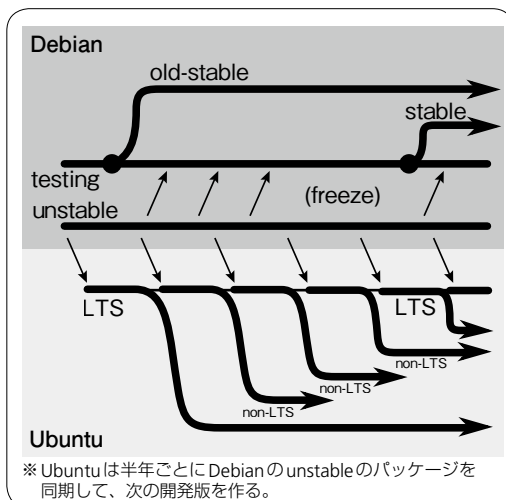 Debian
old-stable
stable
testing
(freeze)
unstable
LTS
LTS
non-LTS
non-LTS
non-LTS
Ubuntu
※ Ubuntuは半年ごとにDebianのunstableのパッケージを
同期して、次の開発版を作る。